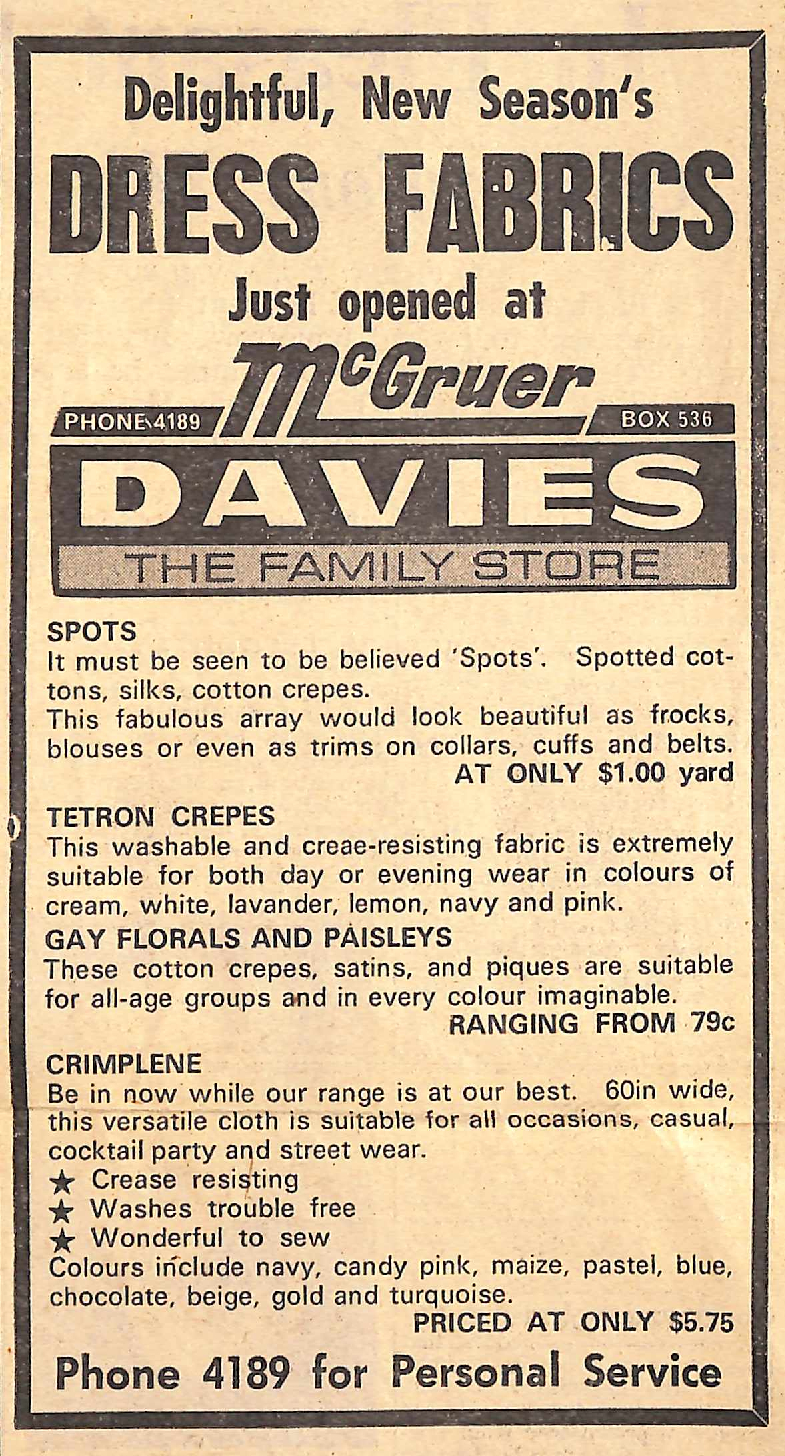 Delightful, New Season's
DRESS FABRICS
Just opened at
McGruer
PHONE 4189
BOX 536
DAVIES
THE FAMILY STORE
SPOTS
It must be seen to be believed 'Spots'. Spotted cot-
tons, silks, cotton crepes.
This fabulous array would look beautiful as frocks,
blouses or even as trims on collars, cuffs and belts.
AT ONLY $1.00 yard
TETRON CREPES
This washable and creae-resisting fabric is extremely
suitable for both day or evening wear in colours of
cream, white, lavander, lemon, navy and pink.
GAY FLORALS AND PAISLEYS
These cotton crepes, satins, and piques are suitable
for all-age groups and in every colour imaginable.
RANGING FROM 79c
CRIMPLENE
Be in now while our range is at our best. 60in wide,
this versatile cloth is suitable for all occasions, casual,
cocktail party and street wear.
★ Crease resisting
★ Washes trouble free
★ Wonderful to sew
Colours include navy, candy pink, maize, pastel, blue,
chocolate, beige, gold and turquoise.
PRICED AT ONLY $5.75
Phone 4189 for Personal Service